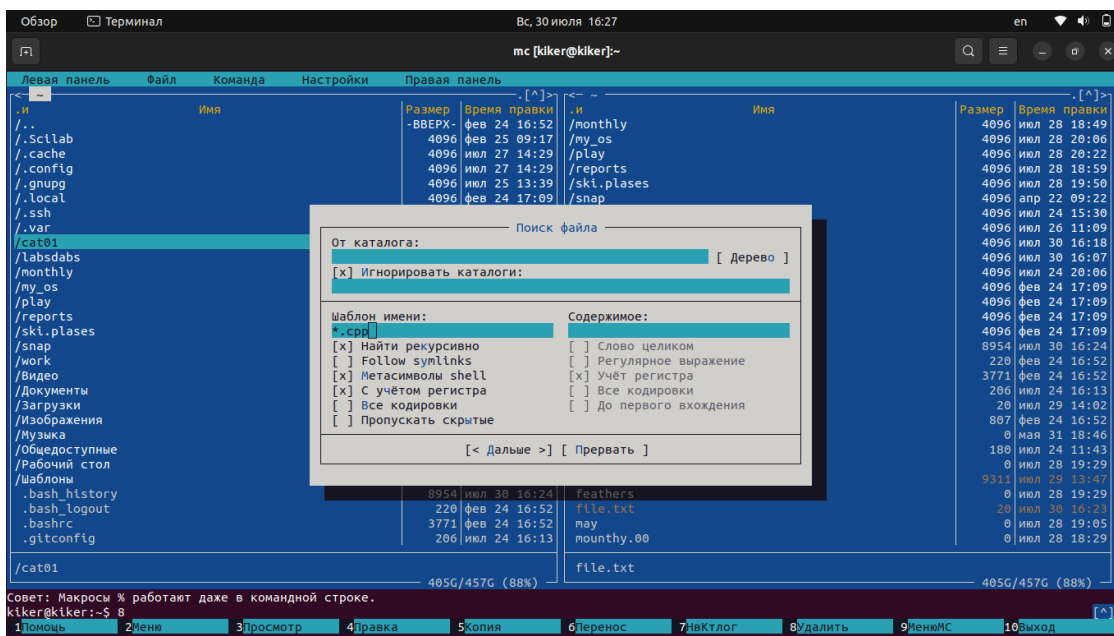 Обзор Терминал Вс, 30 июля 16:27 en
mc [kiker@kiker]:~
Левая панель Файл Команда Настройки Правая панель
<— ~ .[^]> <— ~ .[^]>
.и Имя Размер Время правки .и Имя Размер Время правки
/.. -ВВЕРХ- фев 24 16:52 /monthly 4096 июл 28 18:49
/.Scilab 4096 фев 25 09:17 /my_os 4096 июл 28 20:06
/.cache 4096 июл 27 14:29 /play 4096 июл 28 20:22
/.config 4096 июл 27 14:29 /reports 4096 июл 28 18:59
/.gnupg 4096 июл 25 13:39 /ski.plases 4096 июл 28 19:50
/.local 4096 фев 24 17:09 /snap 4096 апр 22 09:22
/.ssh 4096 июл 24 15:30
/.var Поиск файла 4096 июл 26 11:09
/cat01 От каталога: 4096 июл 30 16:18
/labsdabs [ Дерево ] 4096 июл 30 16:07
/monthly [x] Игнорировать каталоги: 4096 июл 24 20:06
/my_os 4096 фев 24 17:09
/play 4096 фев 24 17:09
/reports Шаблон имени: Содержимое: 4096 фев 24 17:09
/ski.plases *.cpp 4096 фев 24 17:09
/snap [x] Найти рекурсивно [ ] Слово целиком 8954 июл 30 16:24
/work [ ] Follow symlinks [ ] Регулярное выражение 220 фев 24 16:52
/Видео [x] Метасимволы shell [x] Учёт регистра 3771 фев 24 16:52
/Документы [x] С учётом регистра [ ] Все кодировки 206 июл 24 16:13
/Загрузки [ ] Все кодировки [ ] До первого вхождения 20 июл 29 14:02
/Изображения [ ] Пропускать скрытые 807 фев 24 16:52
/Музыка 0 мая 31 18:46
/Общедоступные [< Дальше >] [ Прервать ] 180 июл 24 11:43
/Рабочий стол 0 июл 28 19:29
/Шаблоны 9311 июл 29 13:47
.bash_history 8954 июл 30 16:24 feathers 0 июл 28 19:29
.bash_logout 220 фев 24 16:52 file.txt 20 июл 30 16:23
.bashrc 3771 фев 24 16:52 may 0 июл 28 19:05
.gitconfig 206 июл 24 16:13 mounthy.00 0 июл 28 18:29
/cat01 file.txt
405G/457G (88%) 405G/457G (88%)
Совет: Макросы % работают даже в командной строке.
kiker@kiker:~$ 8 [^]
1Помощь 2Меню 3Просмотр 4Правка 5Копия 6Перенос 7НвКтлог 8Удалить 9МенюMC 10Выход